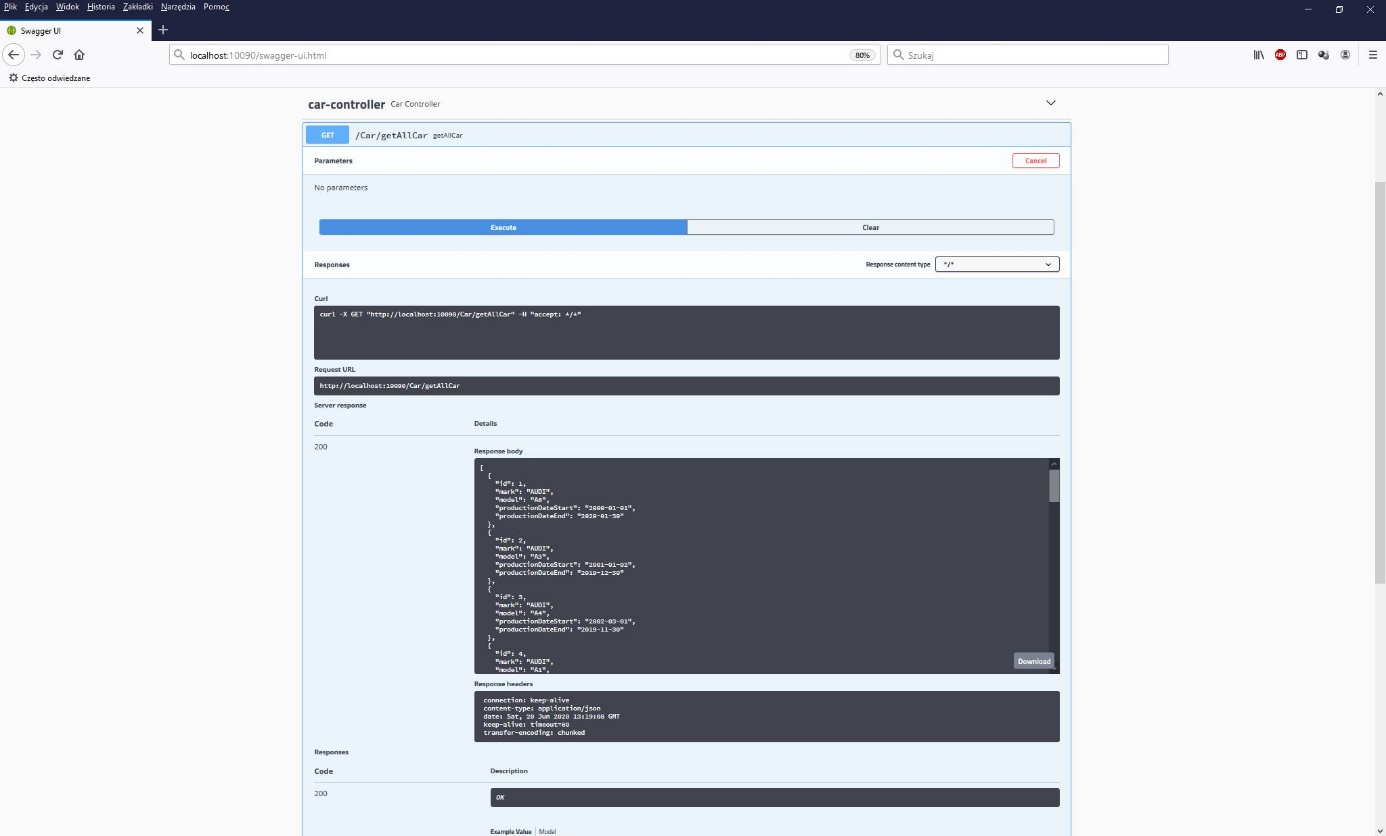 Plik Edycja Widok Historia Zakładki Narzędzia Pomoc
Swagger UI
localhost:10090/swagger-ui.html
80%
Szukaj
ABP
Często odwiedzane
car-controller Car Controller
GET /Car/getAllCar getAllCar
Parameters
Cancel
No parameters
Execute
Clear
Responses
Response content type
*/*
Curl
curl -X GET "http://localhost:10090/Car/getAllCar" -H "accept: */*"
Request URL
http://localhost:10090/Car/getAllCar
Server response
Code Details
200
Response body
[
{
"id": 1,
"mark": "AUDI",
"model": "A6",
"productionDateStart": "2000-01-01",
"productionDateEnd": "2020-01-30"
},
{
"id": 2,
"mark": "AUDI",
"model": "A3",
"productionDateStart": "2001-01-02",
"productionDateEnd": "2019-12-30"
},
{
"id": 3,
"mark": "AUDI",
"model": "A4",
"productionDateStart": "2002-03-01",
"productionDateEnd": "2019-11-30"
},
{
"id": 4,
"mark": "AUDI",
"model": "A1",
Download
Response headers
connection: keep-alive
content-type: application/json
date: Sat, 20 Jun 2020 13:19:08 GMT
keep-alive: timeout=60
transfer-encoding: chunked
Responses
Code Description
200
OK
Example Value Model